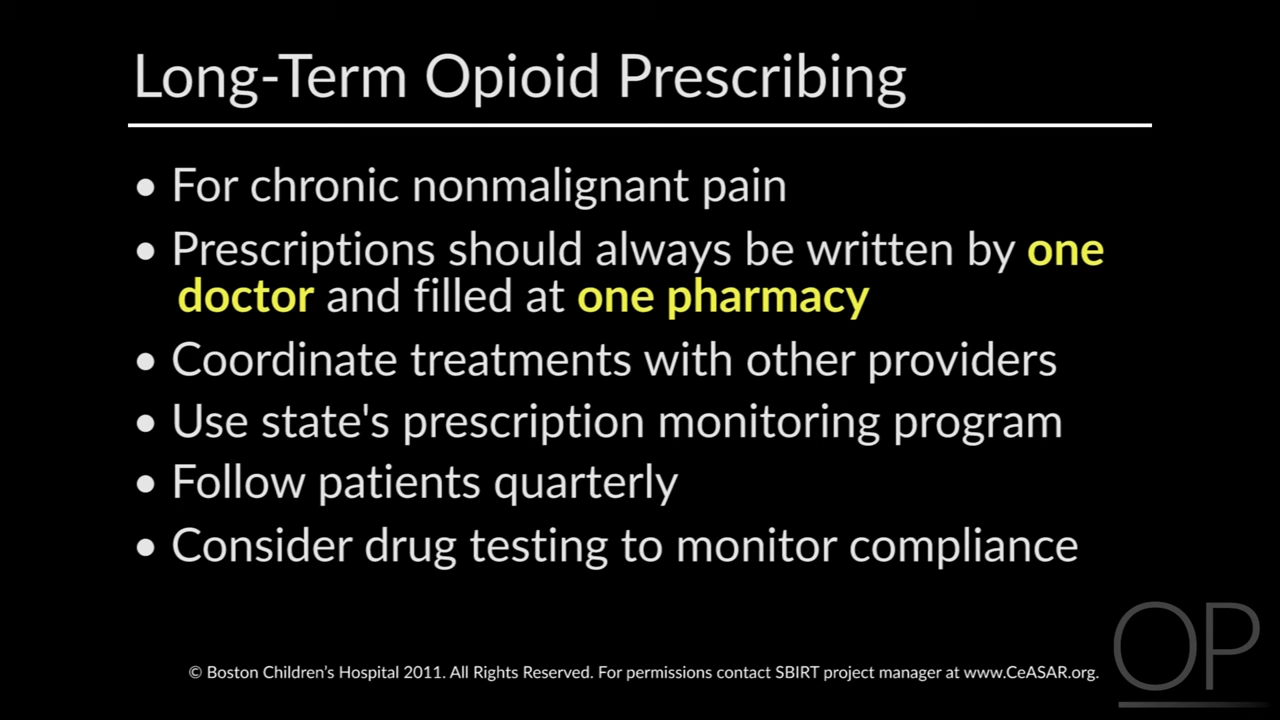 Long-Term Opioid Prescribing
• For chronic nonmalignant pain
• Prescriptions should always be written by one
doctor and filled at one pharmacy
• Coordinate treatments with other providers
• Use state's prescription monitoring program
• Follow patients quarterly
• Consider drug testing to monitor compliance
© Boston Children’s Hospital 2011. All Rights Reserved. For permissions contact SBIRT project manager at www.CeASAR.org.
OP